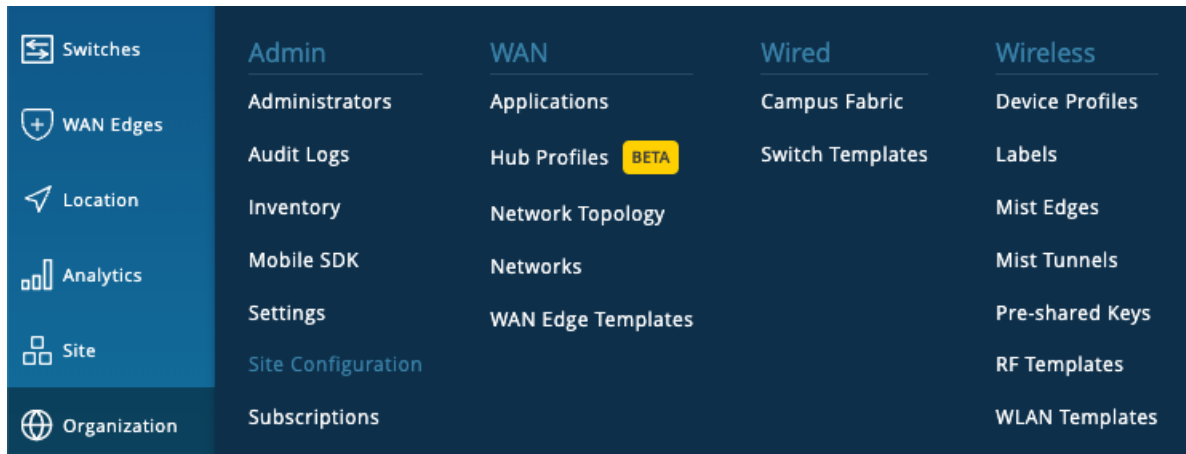 Switches
WAN Edges
Location
Analytics
Site
Organization
Admin
Administrators
Audit Logs
Inventory
Mobile SDK
Settings
Site Configuration
Subscriptions
WAN
Applications
Hub Profiles BETA
Network Topology
Networks
WAN Edge Templates
Wired
Campus Fabric
Switch Templates
Wireless
Device Profiles
Labels
Mist Edges
Mist Tunnels
Pre-shared Keys
RF Templates
WLAN Templates